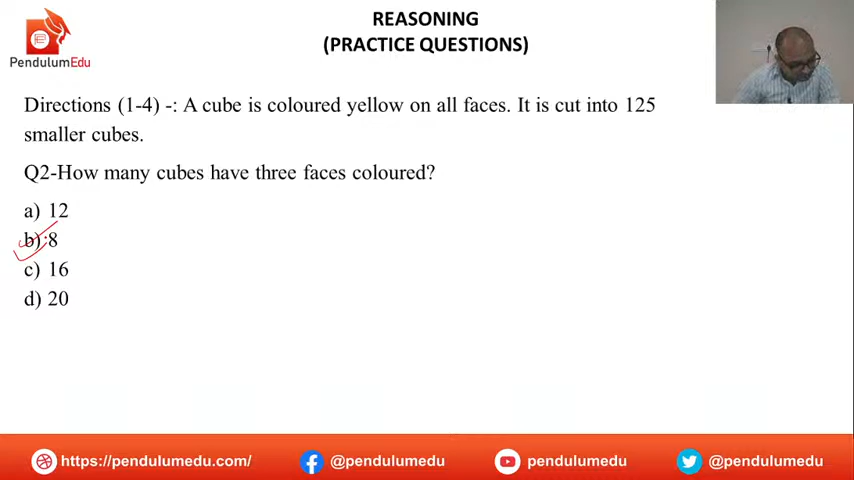 REASONING
(PRACTICE QUESTIONS)
PendulumEdu
Directions (1-4) -: A cube is coloured yellow on all faces. It is cut into 125
smaller cubes.
Q2-How many cubes have three faces coloured?
a) 12
b) 8
c) 16
d) 20
https://pendulumedu.com/
@pendulumedu
pendulumedu
@pendulumedu